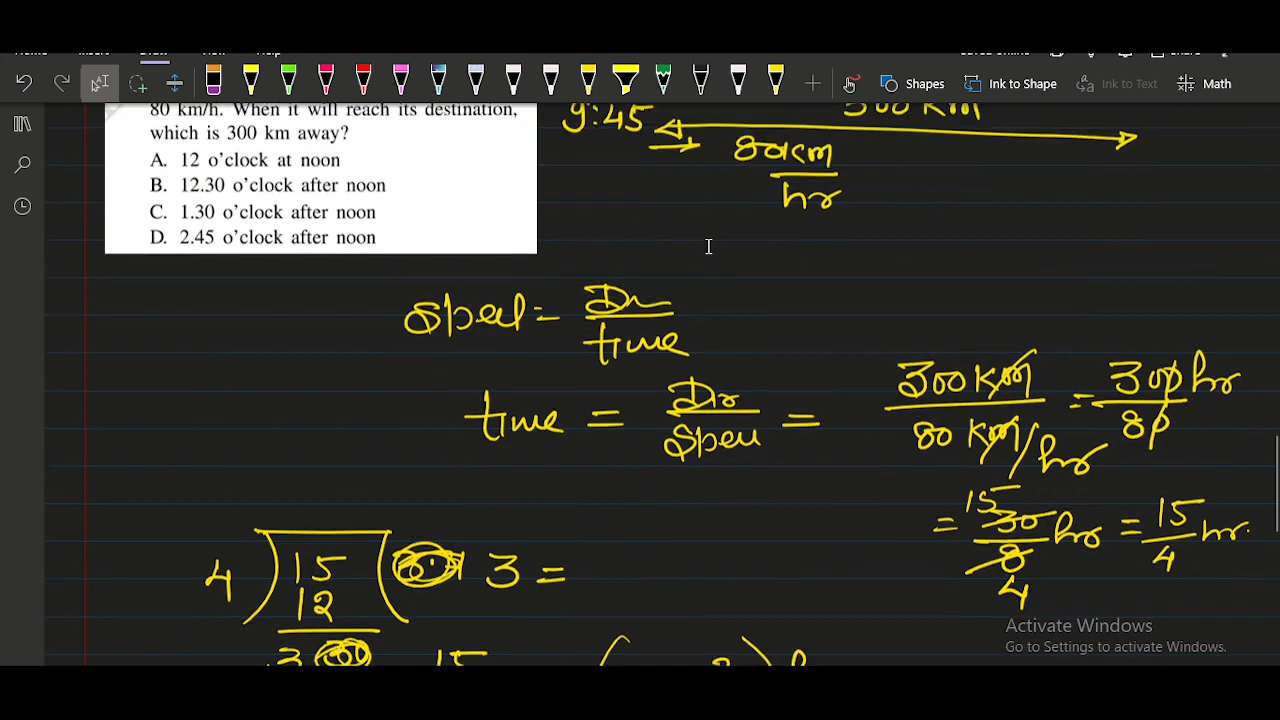 Shapes
Ink to Shape
Ink to Text
Math
80 km/h. When it will reach its destination,
which is 300 km away?
A. 12 o'clock at noon
B. 12.30 o'clock after noon
C. 1.30 o'clock after noon
D. 2.45 o'clock after noon
9:45
300 Km
80km
hr
speed =
time
time =
=
300 km
80 km/hr
= 300 hr
80
= 30 hr
8
15
4
= 15 hr.
4
4 ) 15 ( 3 =
12
3
15
Activate Windows
Go to Settings to activate Windows.